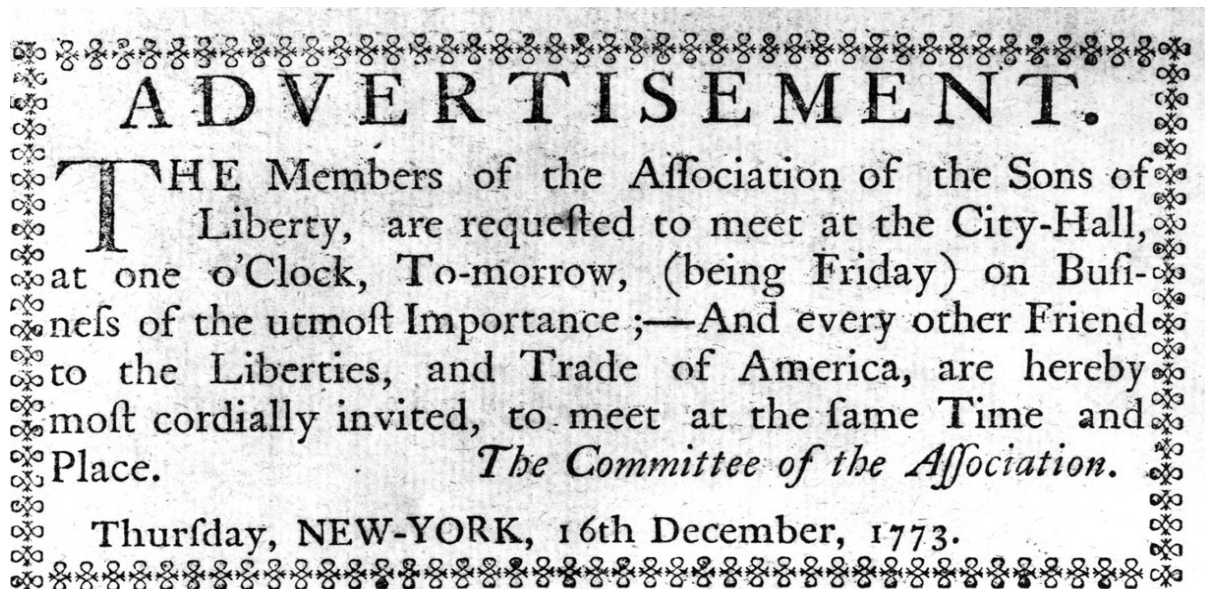 ADVERTISEMENT.
THE Members of the Aſſociation of the Sons of
Liberty, are requeſted to meet at the City-Hall,
at one o'Clock, To-morrow, (being Friday) on Buſi-
neſs of the utmoſt Importance ;—And every other Friend
to the Liberties, and Trade of America, are hereby
moſt cordially invited, to meet at the ſame Time and
Place. The Committee of the Aſſociation.
Thurſday, NEW-YORK, 16th December, 1773.